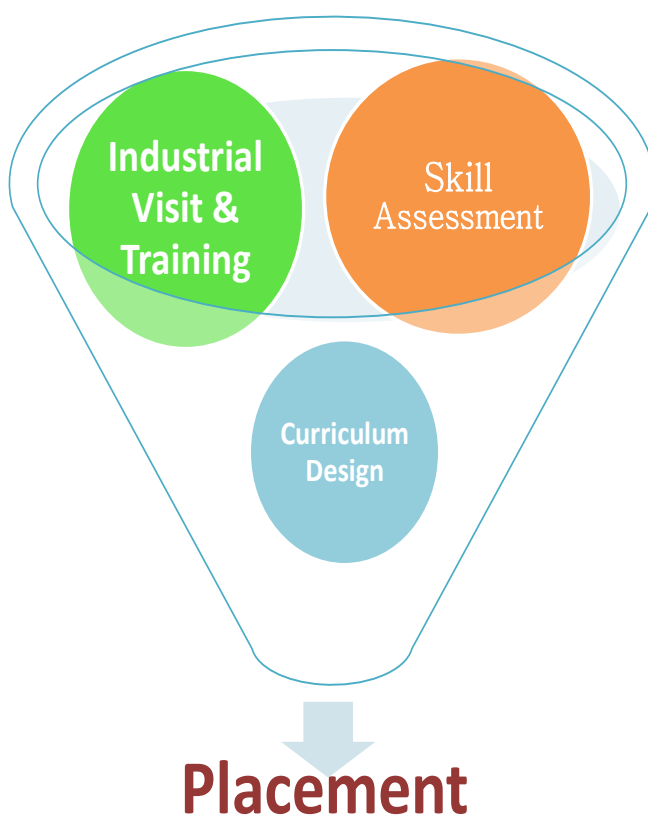 Industrial
Visit &
Training
Skill
Assessment
Curriculum
Design
Placement